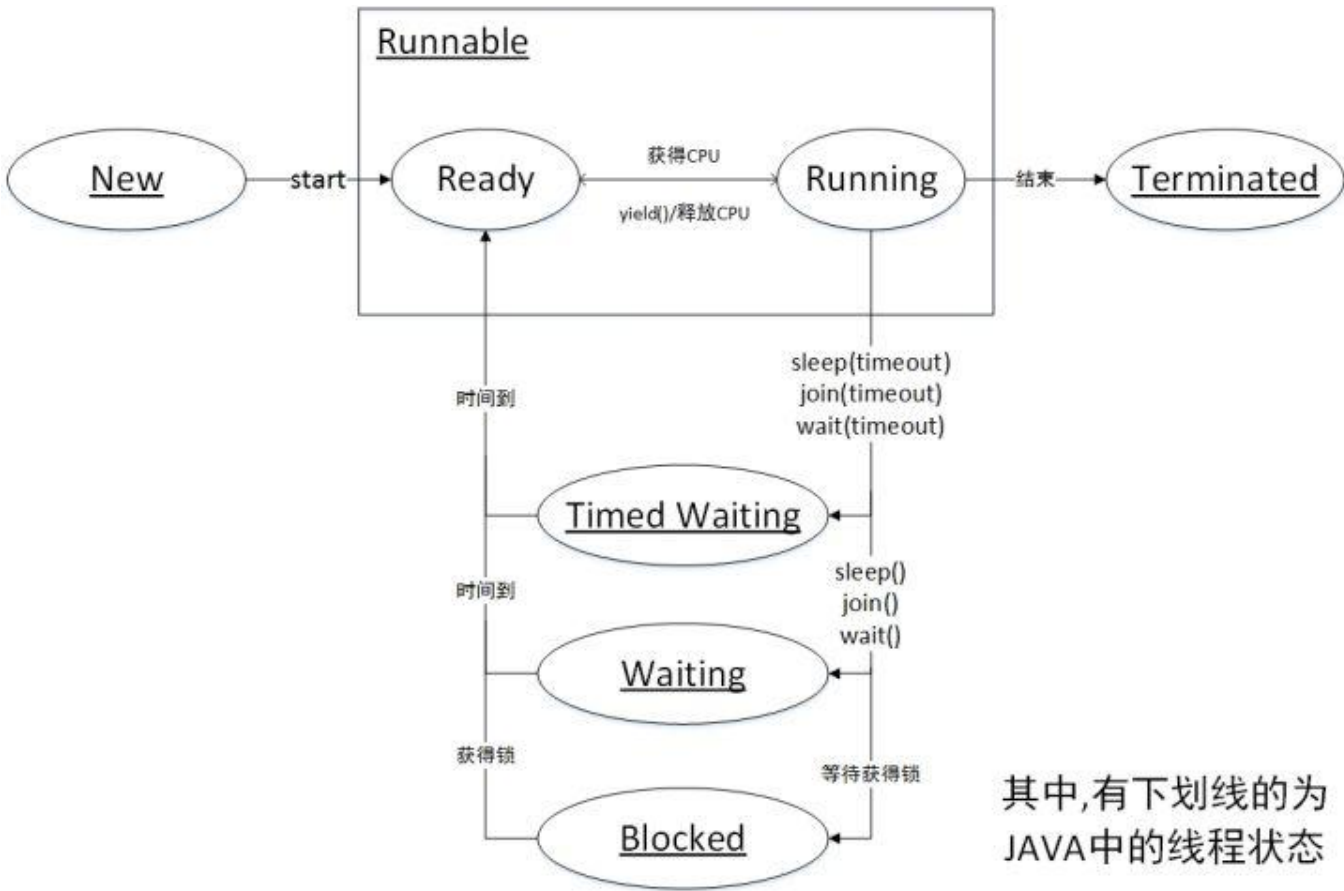 Runnable
New
start
Ready
获得CPU
yield()/释放CPU
Running
结束
Terminated
sleep(timeout)
join(timeout)
wait(timeout)
时间到
Timed Waiting
sleep()
join()
wait()
时间到
Waiting
获得锁
等待获得锁
Blocked
其中,有下划线的为
JAVA中的线程状态